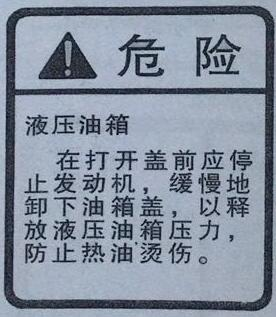 危险
液压油箱
在打开盖前应停
止发动机，缓慢地
卸下油箱盖，以释
放液压油箱压力，
防止热油烫伤。